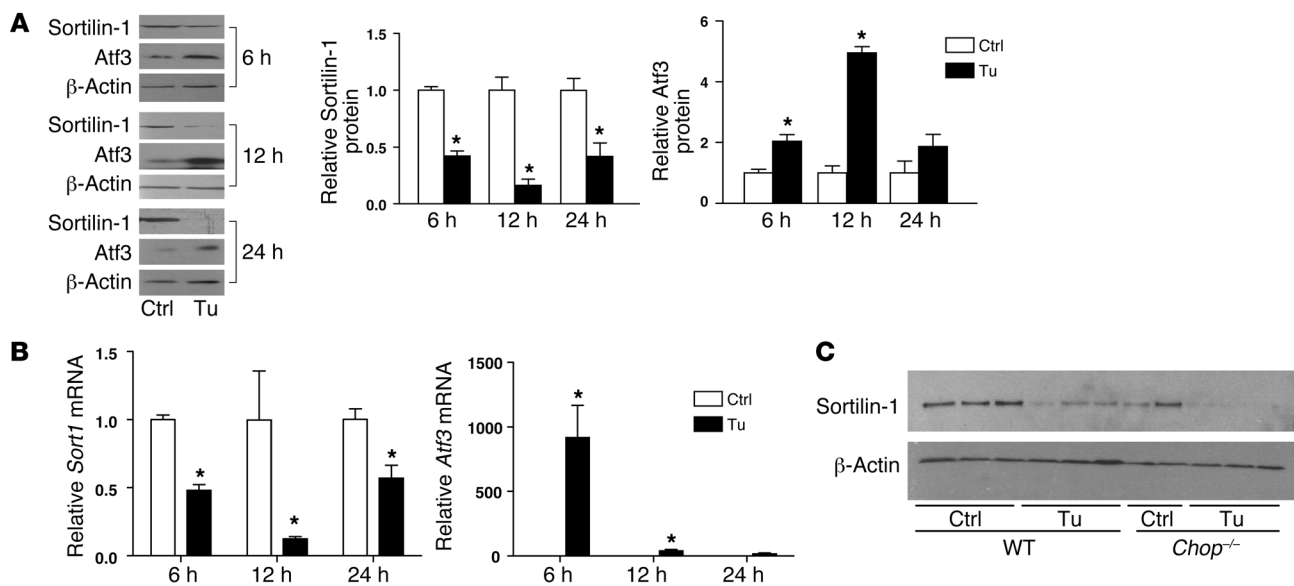 A
Sortilin-1
Atf3
β-Actin
6 h
Sortilin-1
Atf3
β-Actin
12 h
Sortilin-1
Atf3
β-Actin
24 h
Ctrl Tu
Relative Sortilin-1
protein
1.5
1.0
0.5
0.0
* * *
6 h 12 h 24 h
Relative Atf3
protein
6
4
2
0
* *
6 h 12 h 24 h
Ctrl
Tu
B
Relative Sort1 mRNA
1.5
1.0
0.5
0.0
* * *
6 h 12 h 24 h
Relative Atf3 mRNA
1500
1000
500
0
* *
6 h 12 h 24 h
Ctrl
Tu
C
Sortilin-1
β-Actin
Ctrl Tu Ctrl Tu
WT Chop–/–